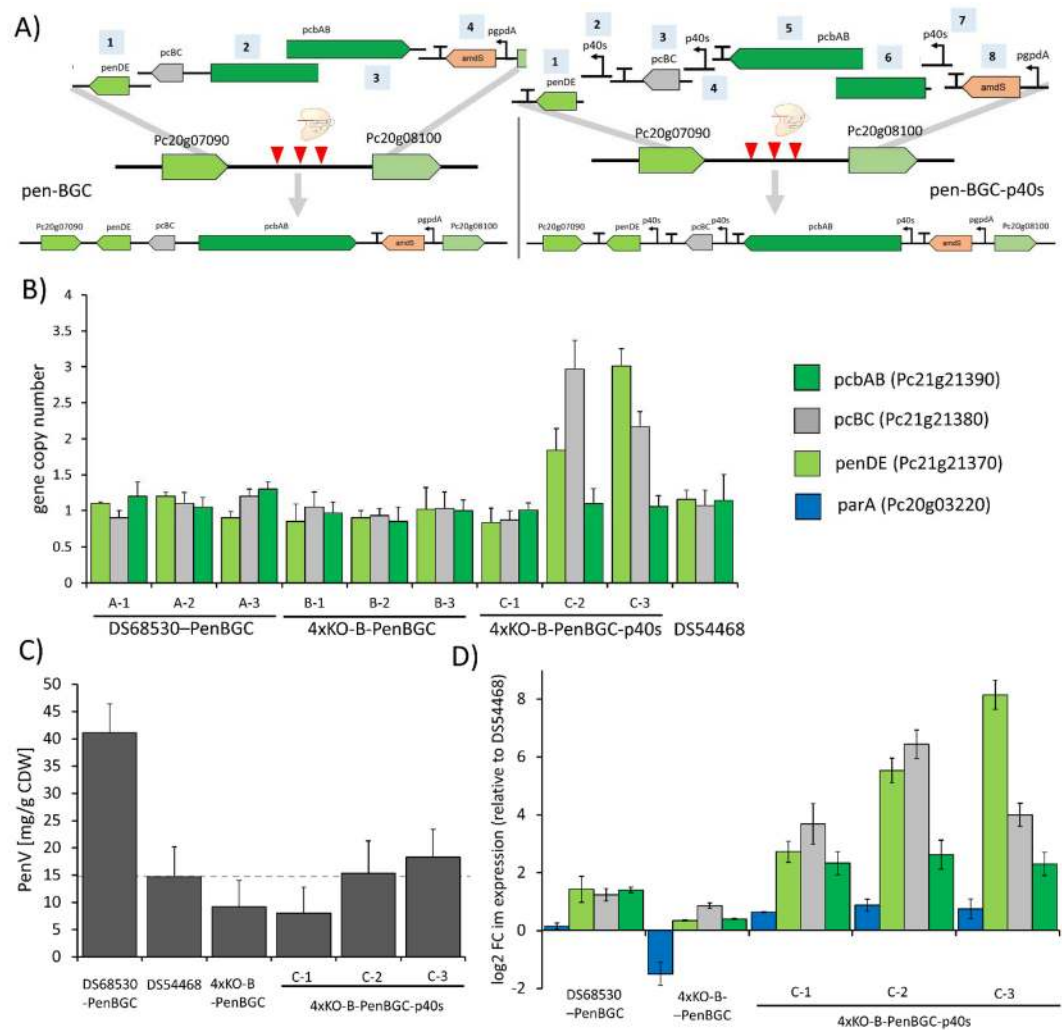 A)
1
2
3
4
penDE
pcBC
pcbAB
amdS
pgpdA
Pc20g07090
Pc20g08100
pen-BGC
Pc20g07090
penDE
pcBC
pcbAB
amdS
pgpdA
Pc20g08100
1
2
3
4
5
6
7
8
penDE
p40s
pcBC
p40s
pcbAB
p40s
amdS
pgpdA
Pc20g07090
Pc20g08100
pen-BGC-p40s
Pc20g07090
penDE
p40s
pcBC
p40s
pcbAB
p40s
amdS
pgpdA
Pc20g08100
B)
gene copy number
4
3.5
3
2.5
2
1.5
1
0.5
0
A-1 A-2 A-3 B-1 B-2 B-3 C-1 C-2 C-3
DS68530–PenBGC 4xKO-B-PenBGC 4xKO-B-PenBGC-p40s DS54468
pcbAB (Pc21g21390)
pcBC (Pc21g21380)
penDE (Pc21g21370)
parA (Pc20g03220)
C)
PenV [mg/g CDW]
50
45
40
35
30
25
20
15
10
5
0
DS68530
-PenBGC
DS54468
4xKO-B
-PenBGC
C-1 C-2 C-3
4xKO-B-PenBGC-p40s
D)
log2 FC im expression (relative to DS54468)
8
6
4
2
0
-2
DS68530
–PenBGC
4xKO-B-
–PenBGC
C-1 C-2 C-3
4xKO-B-PenBGC-p40s